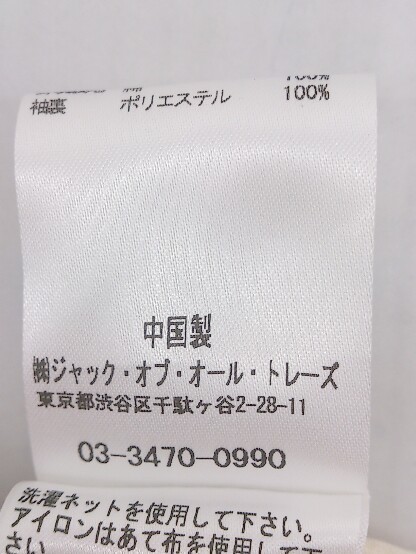 綿 100%
袖裏 ポリエステル 100%
中国製
㈱ジャック・オブ・オール・トレーズ
東京都渋谷区千駄ヶ谷2-28-11
03-3470-0990
洗濯ネットを使用して下さい。
アイロンはあて布を使用して下
さい